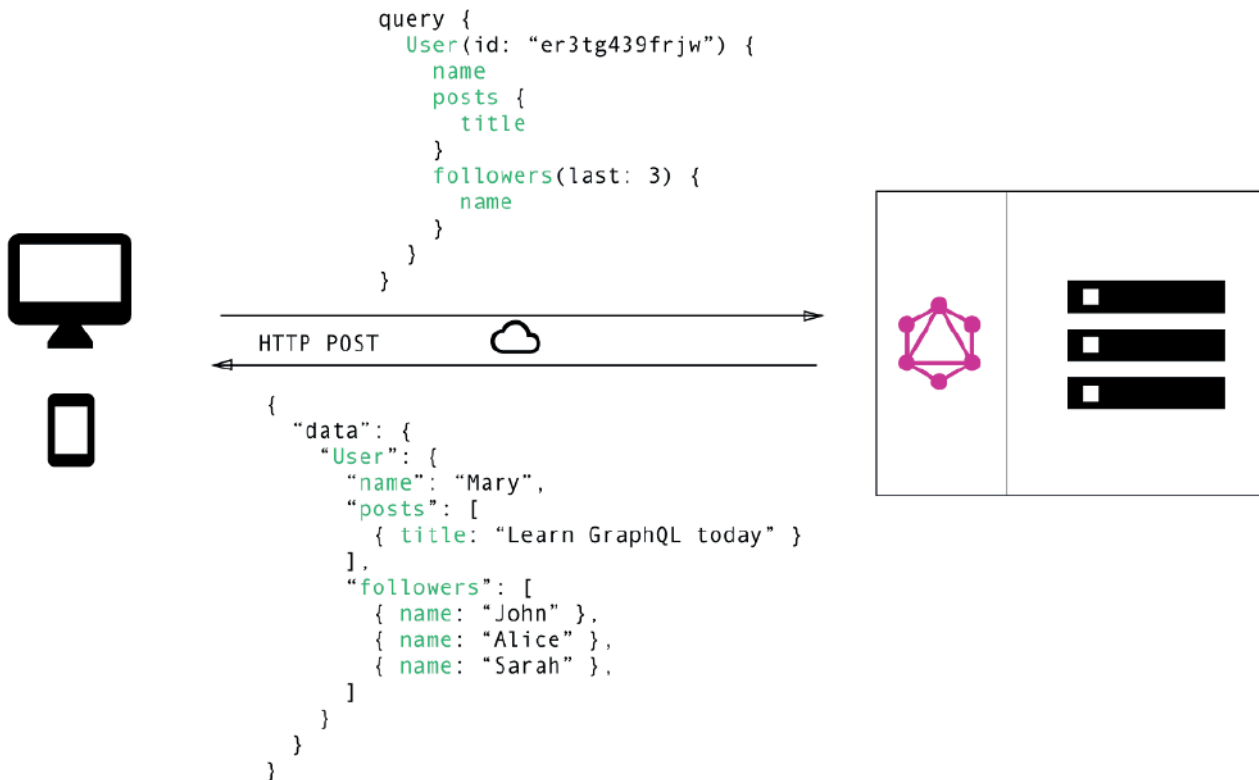 query {
  User(id: “er3tg439frjw”) {
    name
    posts {
      title
    }
    followers(last: 3) {
      name
    }
  }
}
HTTP POST
{
  “data”: {
    “User”: {
      “name”: “Mary”,
      “posts”: [
        { title: “Learn GraphQL today” }
      ],
      “followers”: [
        { name: “John” },
        { name: “Alice” },
        { name: “Sarah” },
      ]
    }
  }
}